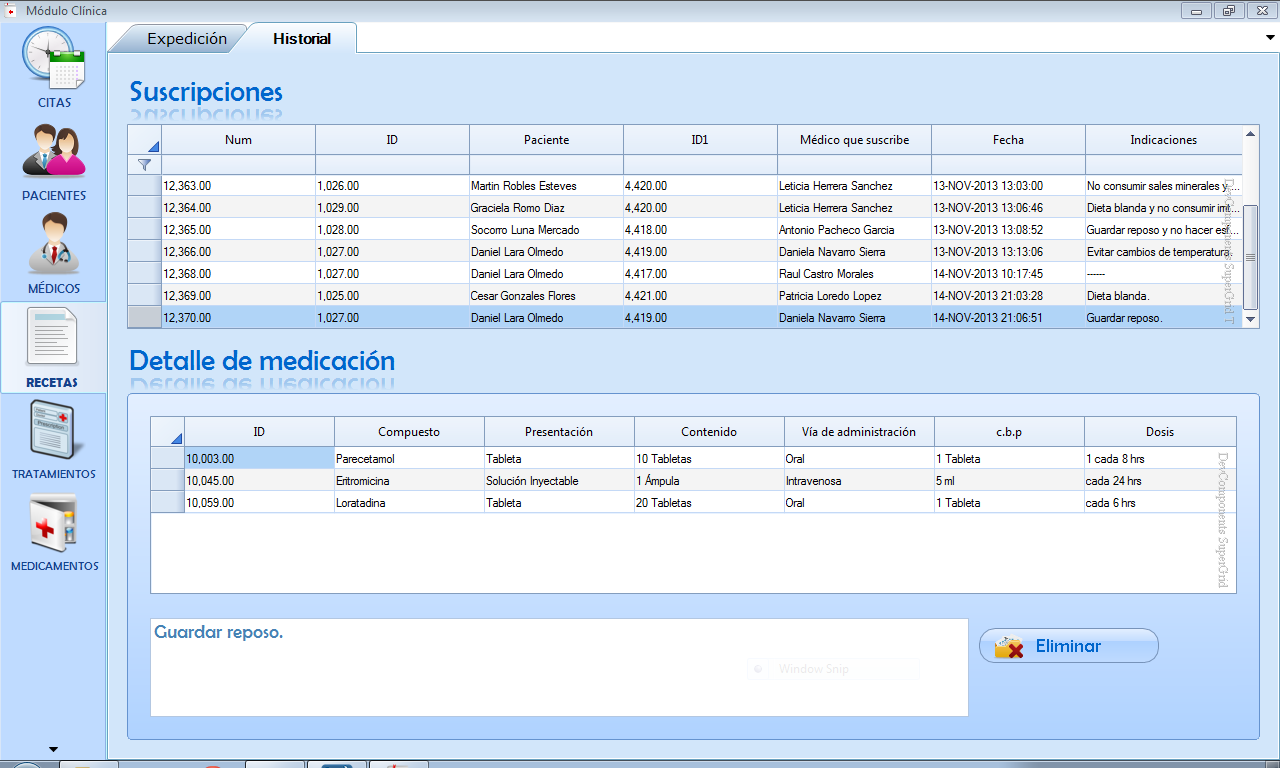 Módulo Clínica
Expedición Historial
CITAS
PACIENTES
MÉDICOS
RECETAS
TRATAMIENTOS
MEDICAMENTOS
Suscripciones
Num ID Paciente ID1 Médico que suscribe Fecha Indicaciones
12,363.00 1,026.00 Martin Robles Esteves 4,420.00 Leticia Herrera Sanchez 13-NOV-2013 13:03:00 No consumir sales minerales y ...
12,364.00 1,029.00 Graciela Romo Diaz 4,420.00 Leticia Herrera Sanchez 13-NOV-2013 13:06:46 Dieta blanda y no consumir irrit...
12,365.00 1,028.00 Socorro Luna Mercado 4,418.00 Antonio Pacheco Garcia 13-NOV-2013 13:08:52 Guardar reposo y no hacer esf...
12,366.00 1,027.00 Daniel Lara Olmedo 4,419.00 Daniela Navarro Sierra 13-NOV-2013 13:13:06 Evitar cambios de temperatura.
12,368.00 1,027.00 Daniel Lara Olmedo 4,417.00 Raul Castro Morales 14-NOV-2013 10:17:45 ------
12,369.00 1,025.00 Cesar Gonzales Flores 4,421.00 Patricia Loredo Lopez 14-NOV-2013 21:03:28 Dieta blanda.
12,370.00 1,027.00 Daniel Lara Olmedo 4,419.00 Daniela Navarro Sierra 14-NOV-2013 21:06:51 Guardar reposo.
DevComponents SuperGrid T
Detalle de medicación
ID Compuesto Presentación Contenido Vía de administración c.b.p Dosis
10,003.00 Parecetamol Tableta 10 Tabletas Oral 1 Tableta 1 cada 8 hrs
10,045.00 Eritromicina Solución Inyectable 1 Ámpula Intravenosa 5 ml cada 24 hrs
10,059.00 Loratadina Tableta 20 Tabletas Oral 1 Tableta cada 6 hrs
DevComponents SuperGrid
Guardar reposo.
Window Snip
Eliminar